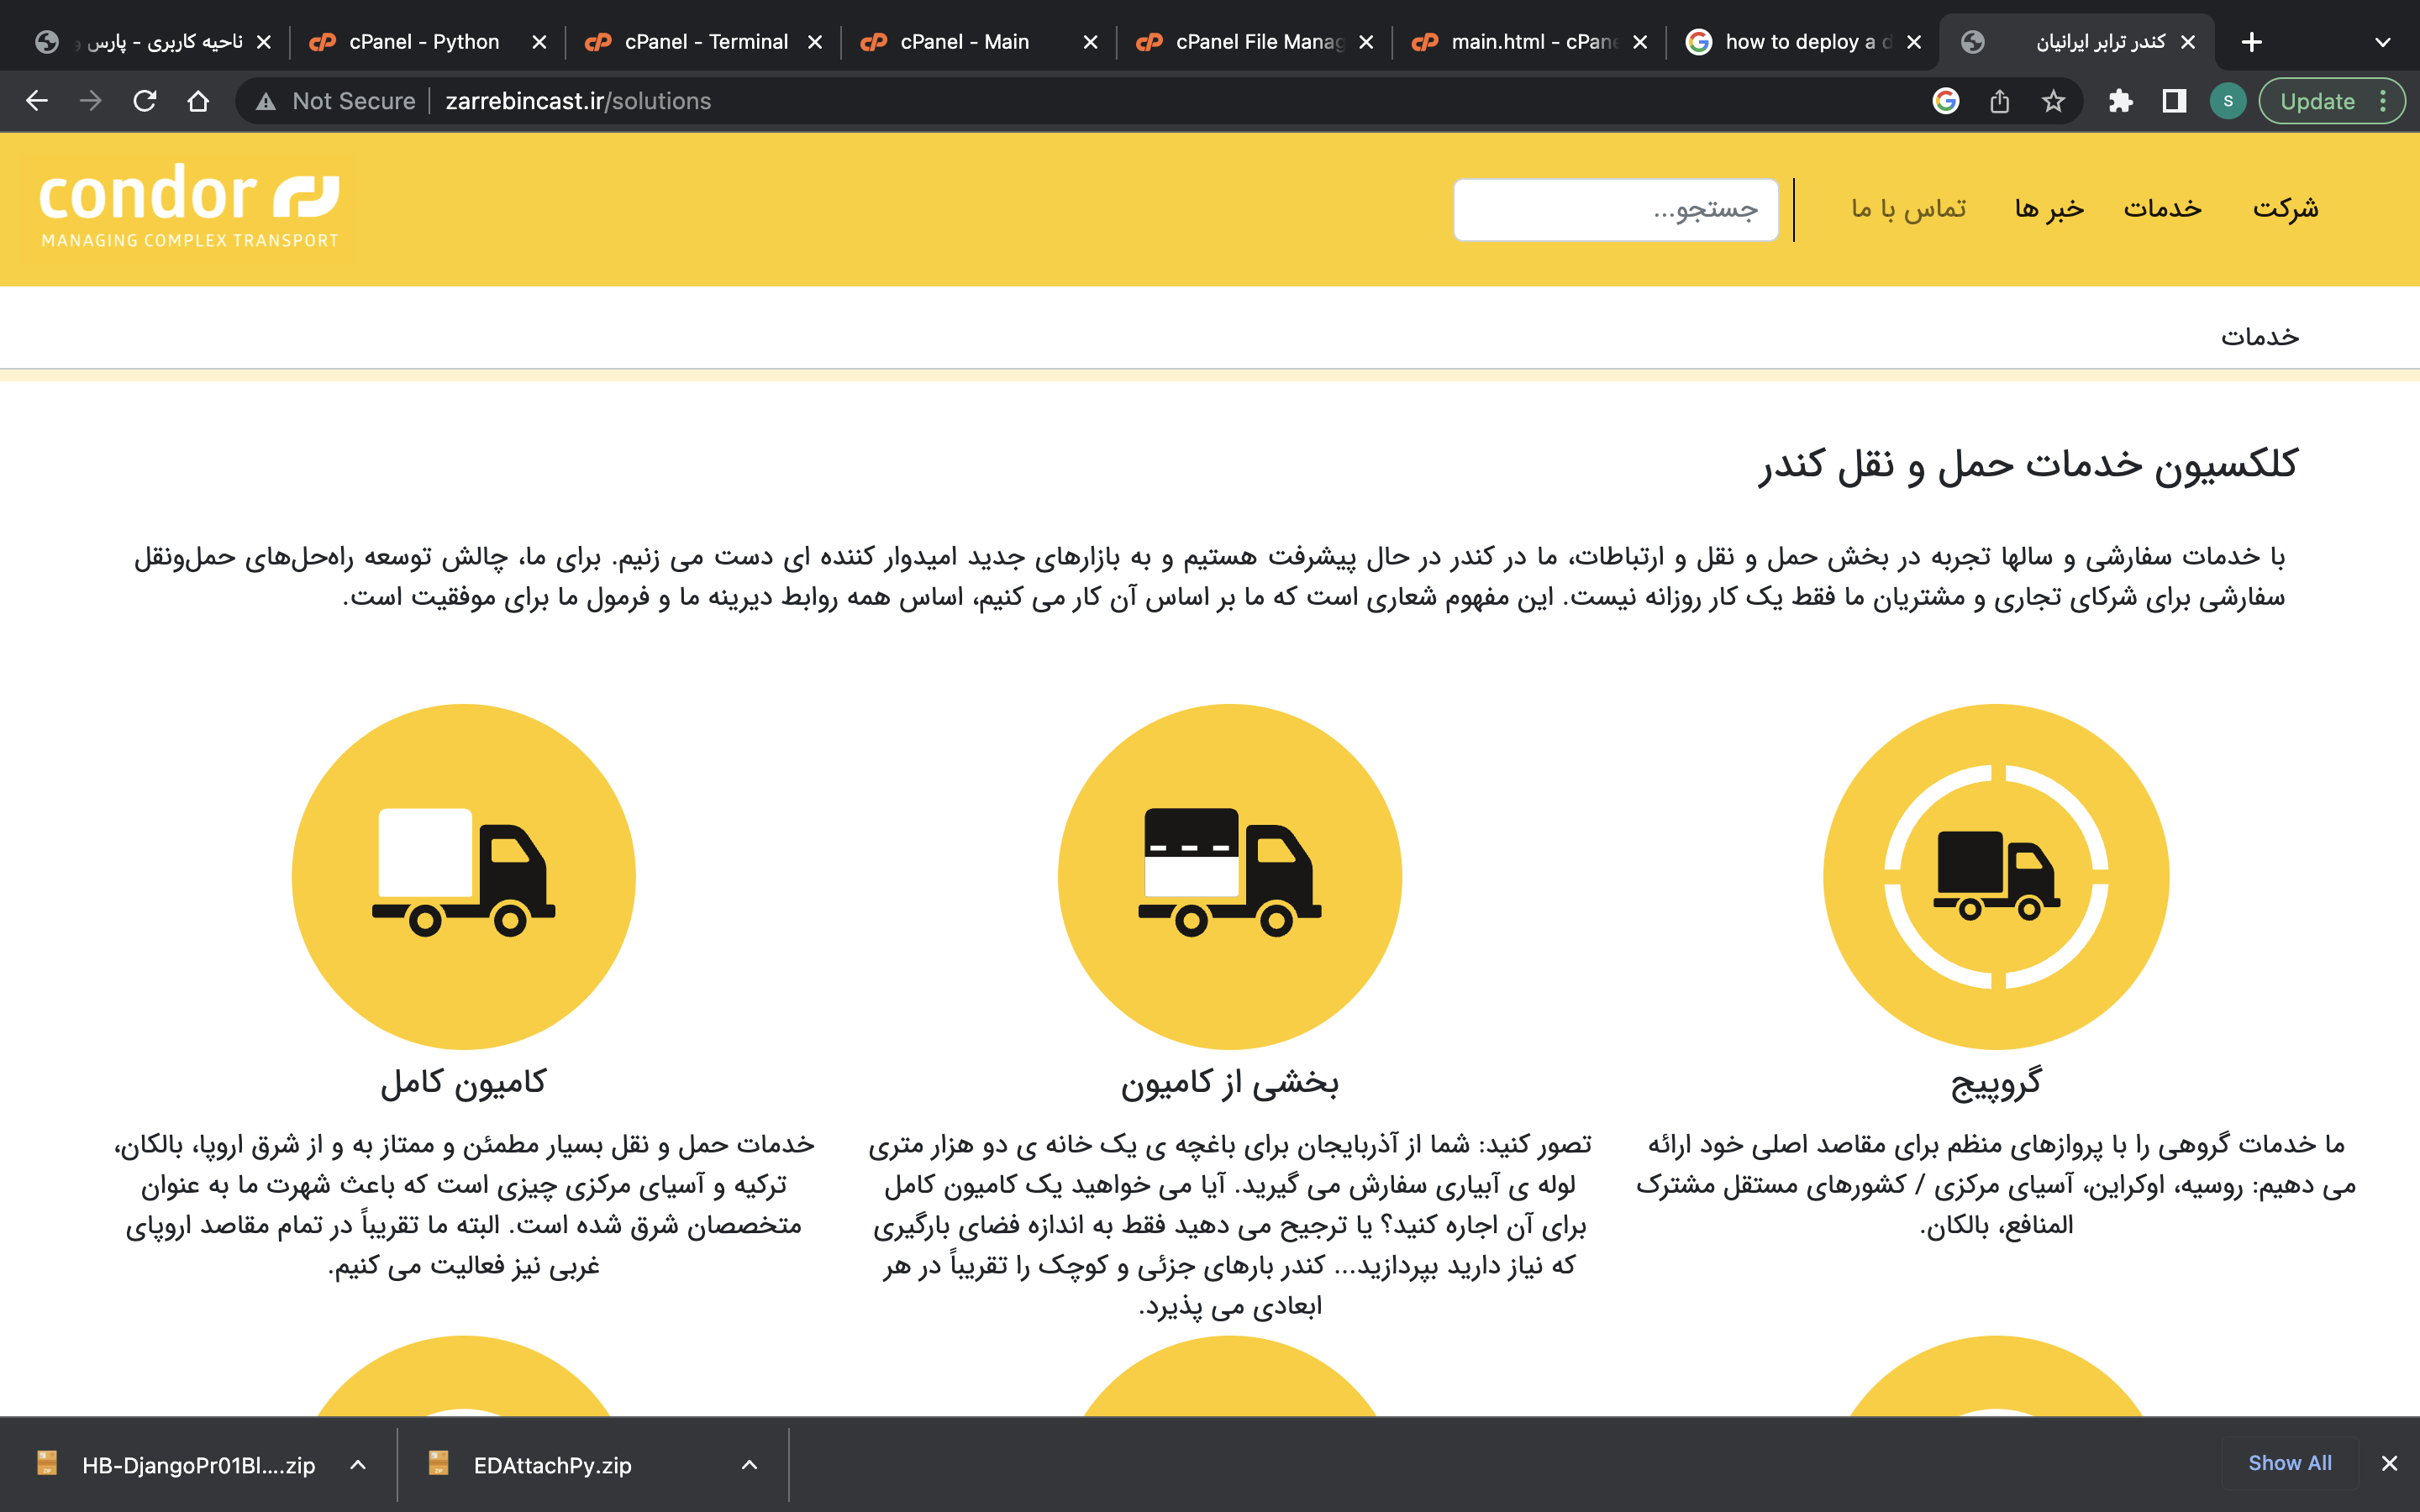 ناحیه کاربری - پارس
cPanel - Python
cPanel - Terminal
cPanel - Main
cPanel File Manag
main.html - cPane
how to deploy a d
کندر ترابر ایرانیان
Not Secure
zarrebincast.ir/solutions
S
Update
condor
MANAGING COMPLEX TRANSPORT
شرکت
خدمات
خبر ها
تماس با ما
جستجو...
خدمات
کلکسیون خدمات حمل و نقل کندر
با خدمات سفارشی و سالها تجربه در بخش حمل و نقل و ارتباطات، ما در کندر در حال پیشرفت هستیم و به بازارهای جدید امیدوار کننده ای دست می زنیم. برای ما، چالش توسعه راه‌حل‌های حمل‌ونقل
سفارشی برای شرکای تجاری و مشتریان ما فقط یک کار روزانه نیست. این مفهوم شعاری است که ما بر اساس آن کار می کنیم، اساس همه روابط دیرینه ما و فرمول ما برای موفقیت است.
گروپیج
ما خدمات گروهی را با پروازهای منظم برای مقاصد اصلی خود ارائه
می دهیم: روسیه، اوکراین، آسیای مرکزی / کشورهای مستقل مشترک
المنافع، بالکان.
بخشی از کامیون
تصور کنید: شما از آذربایجان برای باغچه ی یک خانه ی دو هزار متری
لوله ی آبیاری سفارش می گیرید. آیا می خواهید یک کامیون کامل
برای آن اجاره کنید؟ یا ترجیح می دهید فقط به اندازه فضای بارگیری
که نیاز دارید بپردازید... کندر بارهای جزئی و کوچک را تقریباً در هر
ابعادی می پذیرد.
کامیون کامل
خدمات حمل و نقل بسیار مطمئن و ممتاز به و از شرق اروپا، بالکان،
ترکیه و آسیای مرکزی چیزی است که باعث شهرت ما به عنوان
متخصصان شرق شده است. البته ما تقریباً در تمام مقاصد اروپای
غربی نیز فعالیت می کنیم.
HB-DjangoPr01Bl....zip
EDAttachPy.zip
Show All